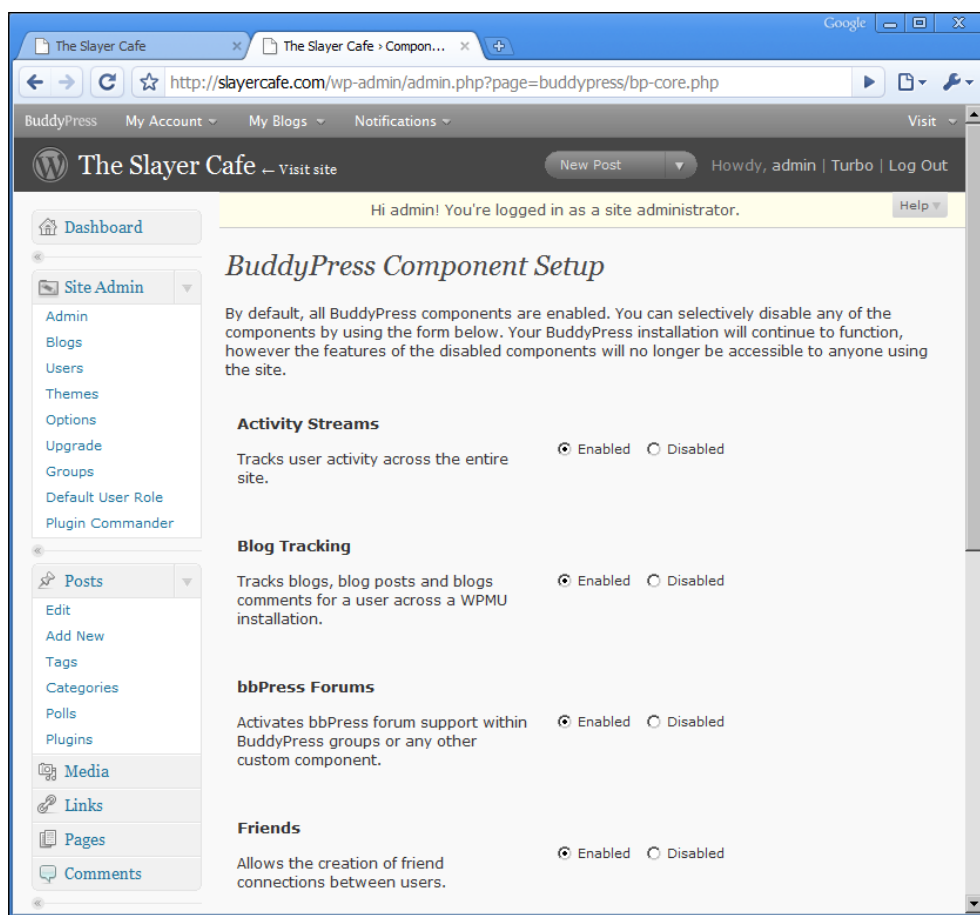 Google
The Slayer Cafe
The Slayer Cafe › Compon...
http://slayercafe.com/wp-admin/admin.php?page=buddypress/bp-core.php
BuddyPress My Account My Blogs Notifications Visit
The Slayer Cafe ← Visit site New Post Howdy, admin | Turbo | Log Out
Hi admin! You're logged in as a site administrator. Help
Dashboard
Site Admin
Admin
Blogs
Users
Themes
Options
Upgrade
Groups
Default User Role
Plugin Commander
Posts
Edit
Add New
Tags
Categories
Polls
Plugins
Media
Links
Pages
Comments
BuddyPress Component Setup
By default, all BuddyPress components are enabled. You can selectively disable any of the
components by using the form below. Your BuddyPress installation will continue to function,
however the features of the disabled components will no longer be accessible to anyone using
the site.
Activity Streams
Tracks user activity across the entire
site.
Enabled Disabled
Blog Tracking
Tracks blogs, blog posts and blogs
comments for a user across a WPMU
installation.
Enabled Disabled
bbPress Forums
Activates bbPress forum support within
BuddyPress groups or any other
custom component.
Enabled Disabled
Friends
Allows the creation of friend
connections between users.
Enabled Disabled